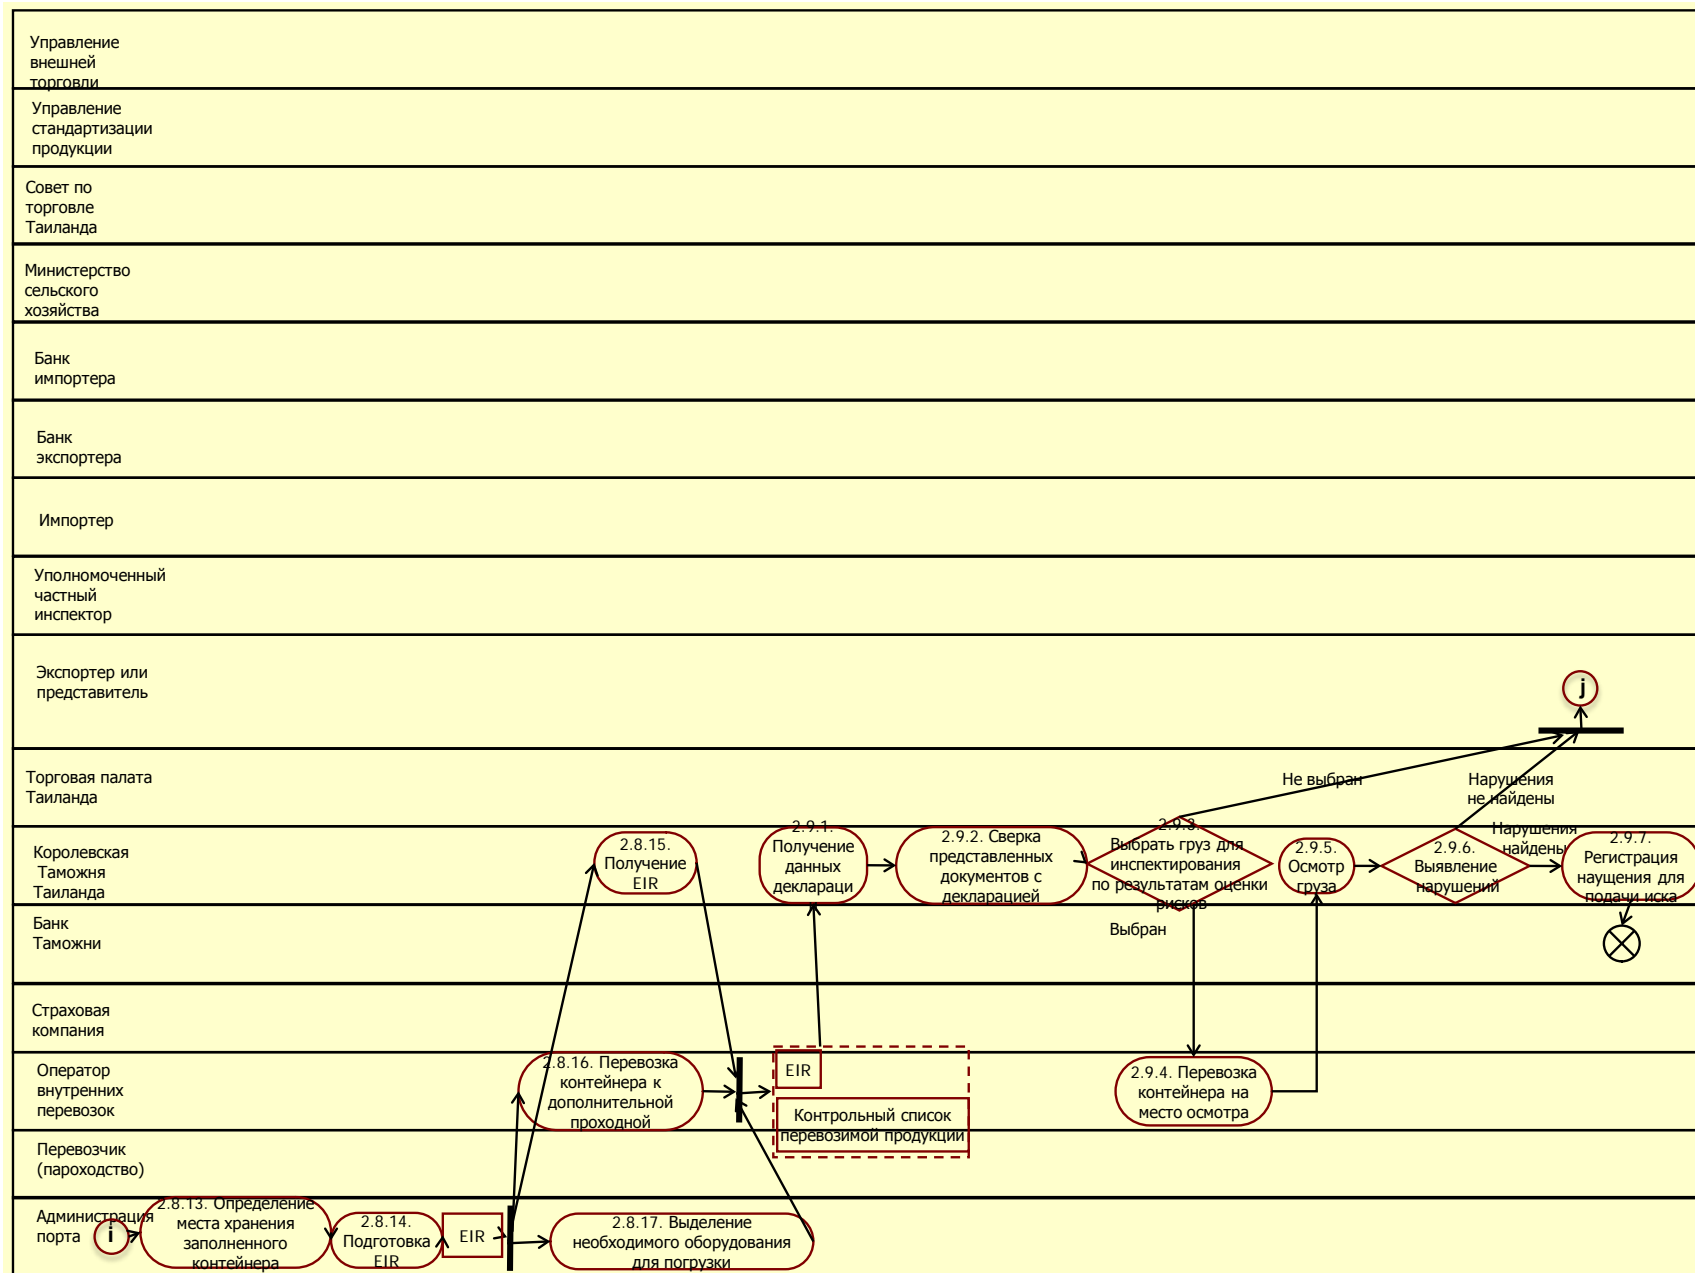 Управление
внешней
торговли
Управление
стандартизации
продукции
Совет по
торговле
Таиланда
Министерство
сельского
хозяйства
Банк
импортера
Банк
экспортера
Импортер
Уполномоченный
частный
инспектор
Экспортер или
представитель
j
Торговая палата
Таиланда
Не выбран
Нарушения
не найдены
Королевская
Таможня
Таиланда
2.8.15.
Получение
EIR
2.9.1.
Получение
данных
деклараци
2.9.2. Сверка
представленных
документов с
декларацией
2.9.3.
Выбрать груз для
инспектирования
по результатам оценки
рисков
2.9.5.
Осмотр
груза
2.9.6.
Выявление
нарушений
Нарушения
найдены
2.9.7.
Регистрация
наущения для
подачи иска
Банк
Таможни
Выбран
Страховая
компания
Оператор
внутренних
перевозок
2.8.16. Перевозка
контейнера к
дополнительной
проходной
EIR
Контрольный список
перевозимой продукции
2.9.4. Перевозка
контейнера на
место осмотра
Перевозчик
(пароходство)
Администрация
порта
i
2.8.13. Определение
места хранения
заполненного
контейнера
2.8.14.
Подготовка
EIR
EIR
2.8.17. Выделение
необходимого оборудования
для погрузки